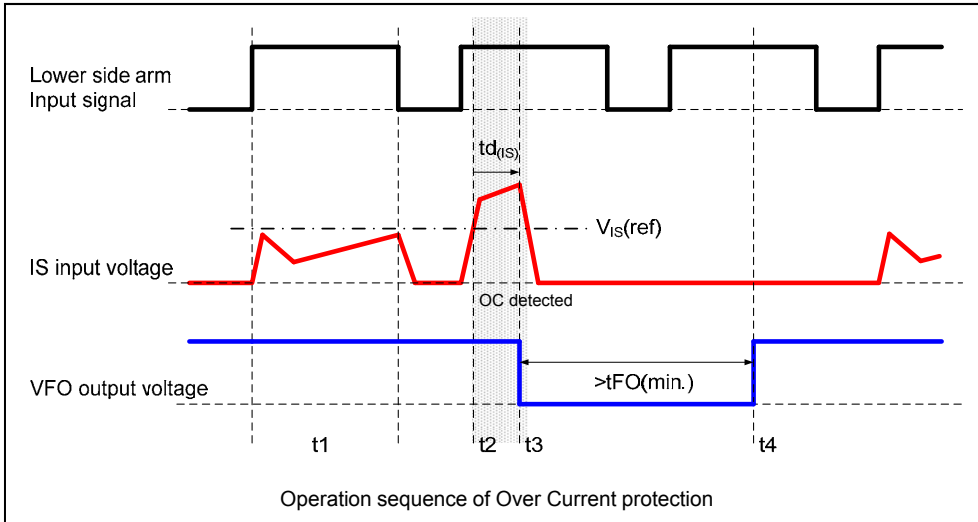 Lower side arm
Input signal
td(IS)
VIS(ref)
IS input voltage
OC detected
VFO output voltage
>tFO(min.)
t1
t2
t3
t4
Operation sequence of Over Current protection